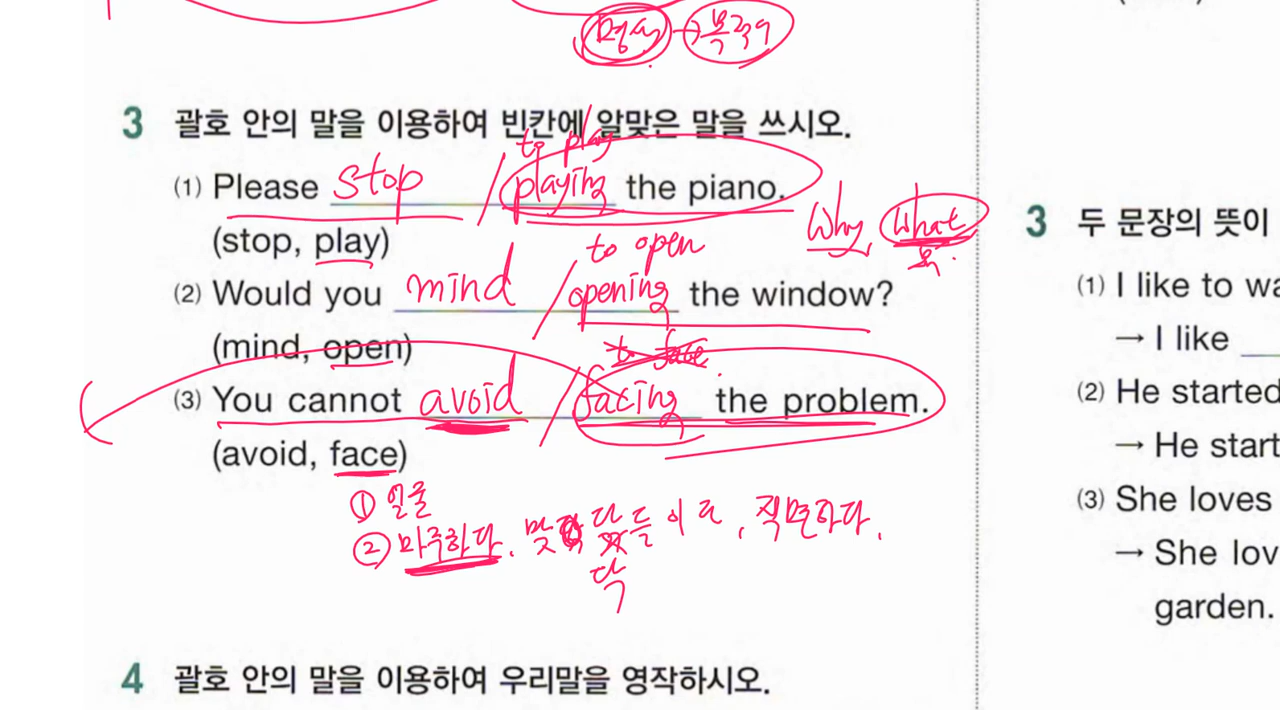 명사 → 복수
3 괄호 안의 말을 이용하여 빈칸에 알맞은 말을 쓰시오.
to play
(1) Please stop / playing the piano.
Why, What
(stop, play)
to open
(2) Would you mind / opening the window?
(mind, open)
to face
(3) You cannot avoid / facing the problem.
(avoid, face)
① 얼굴
② 마주하다.
직면하다.
4 괄호 안의 말을 이용하여 우리말을 영작하시오.
3 두 문장의 뜻이
(1) I like to wa
→ I like
(2) He started
→ He start
(3) She loves
→ She lov
garden.